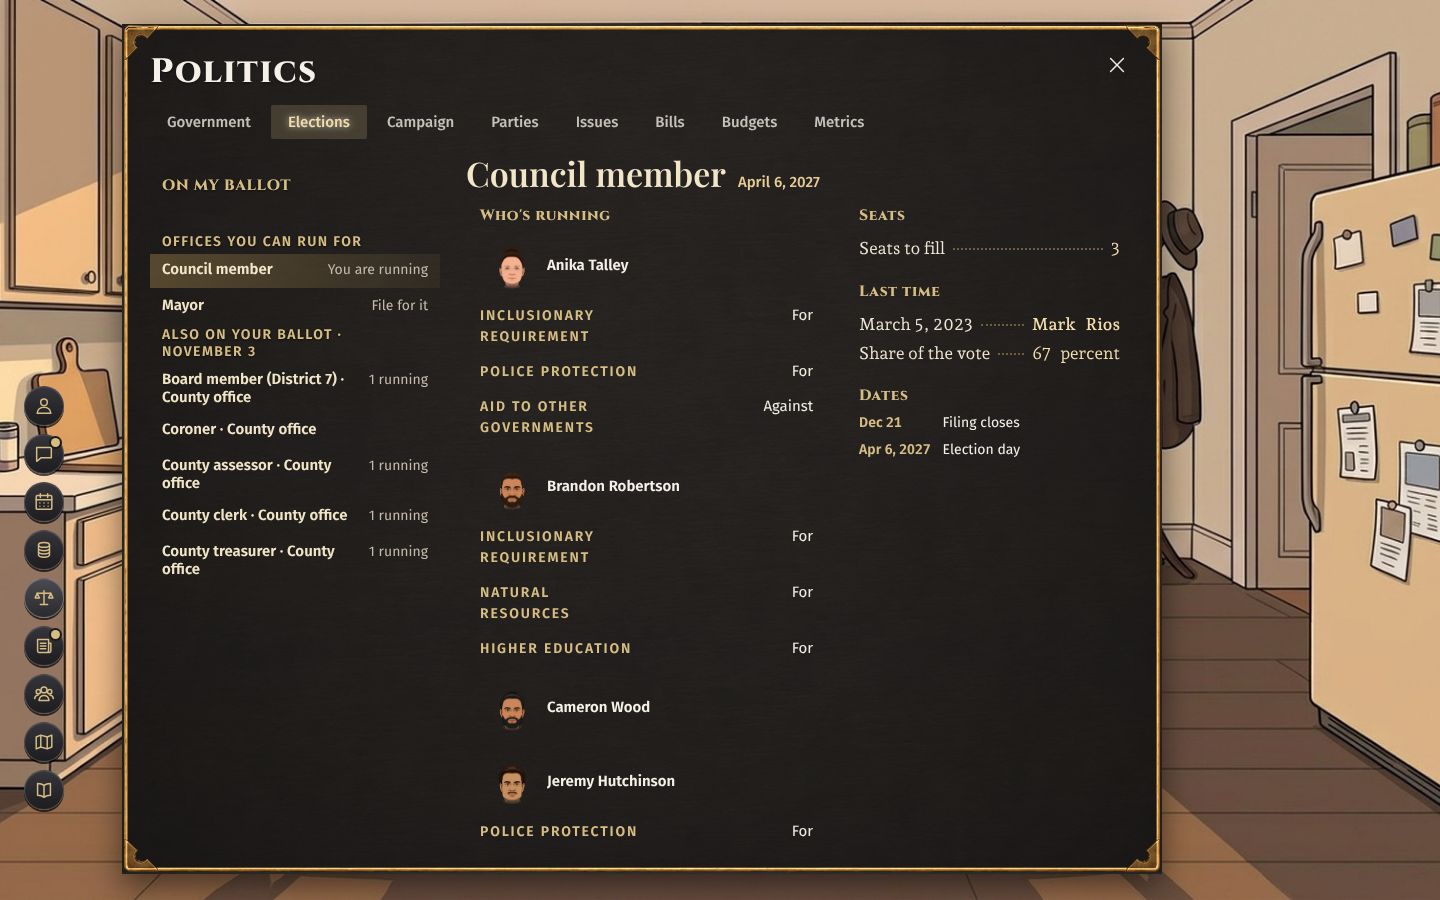 Politics
Government Elections Campaign Parties Issues Bills Budgets Metrics
ON MY BALLOT
OFFICES YOU CAN RUN FOR
Council member You are running
Mayor File for it
ALSO ON YOUR BALLOT ·
NOVEMBER 3
Board member (District 7) · 1 running
County office
Coroner · County office
County assessor · County 1 running
office
County clerk · County office 1 running
County treasurer · County 1 running
office
Council member April 6, 2027
Who's running
Anika Talley
INCLUSIONARY For
REQUIREMENT
POLICE PROTECTION For
AID TO OTHER Against
GOVERNMENTS
Brandon Robertson
INCLUSIONARY For
REQUIREMENT
NATURAL For
RESOURCES
HIGHER EDUCATION For
Cameron Wood
Jeremy Hutchinson
POLICE PROTECTION For
Seats
Seats to fill 3
Last time
March 5, 2023 Mark Rios
Share of the vote 67 percent
Dates
Dec 21 Filing closes
Apr 6, 2027 Election day